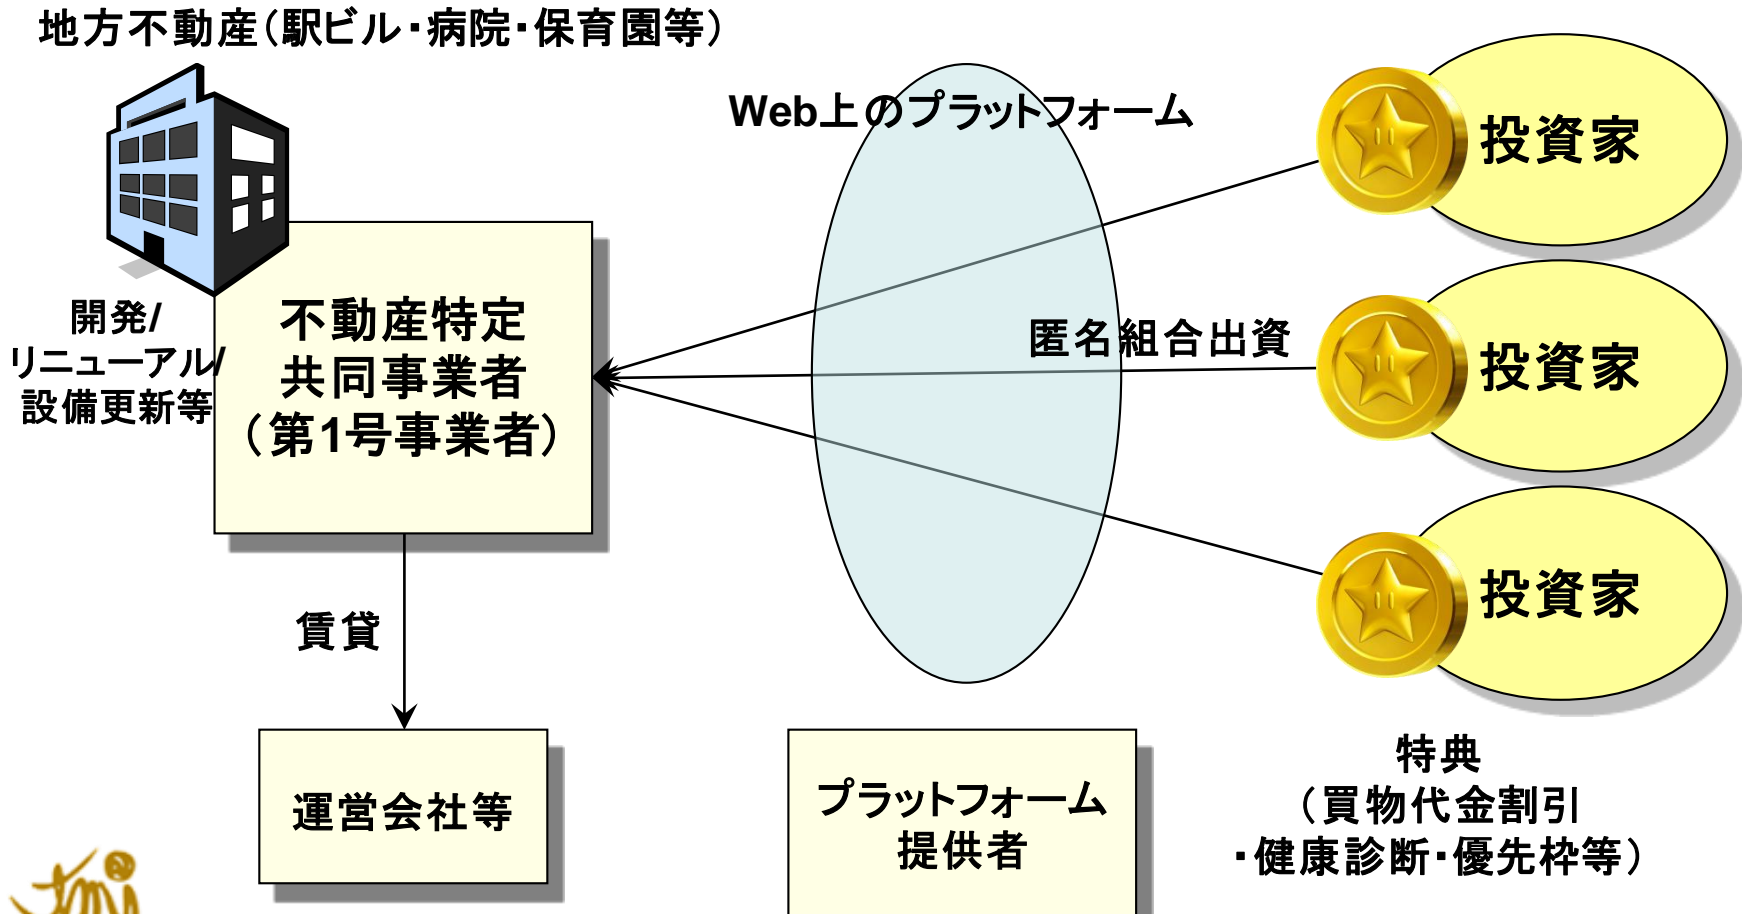 地方不動産（駅ビル・病院・保育園等）
Web上のプラットフォーム
投資家
開発/
リニューアル/
設備更新等
不動産特定
共同事業者
（第1号事業者）
匿名組合出資
投資家
投資家
賃貸
運営会社等
プラットフォーム
提供者
特典
（買物代金割引
・健康診断・優先枠等）